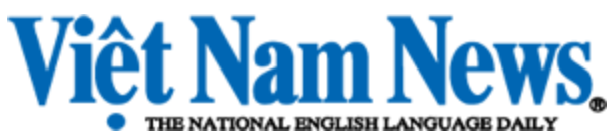 Việt Nam News®
THE NATIONAL ENGLISH LANGUAGE DAILY